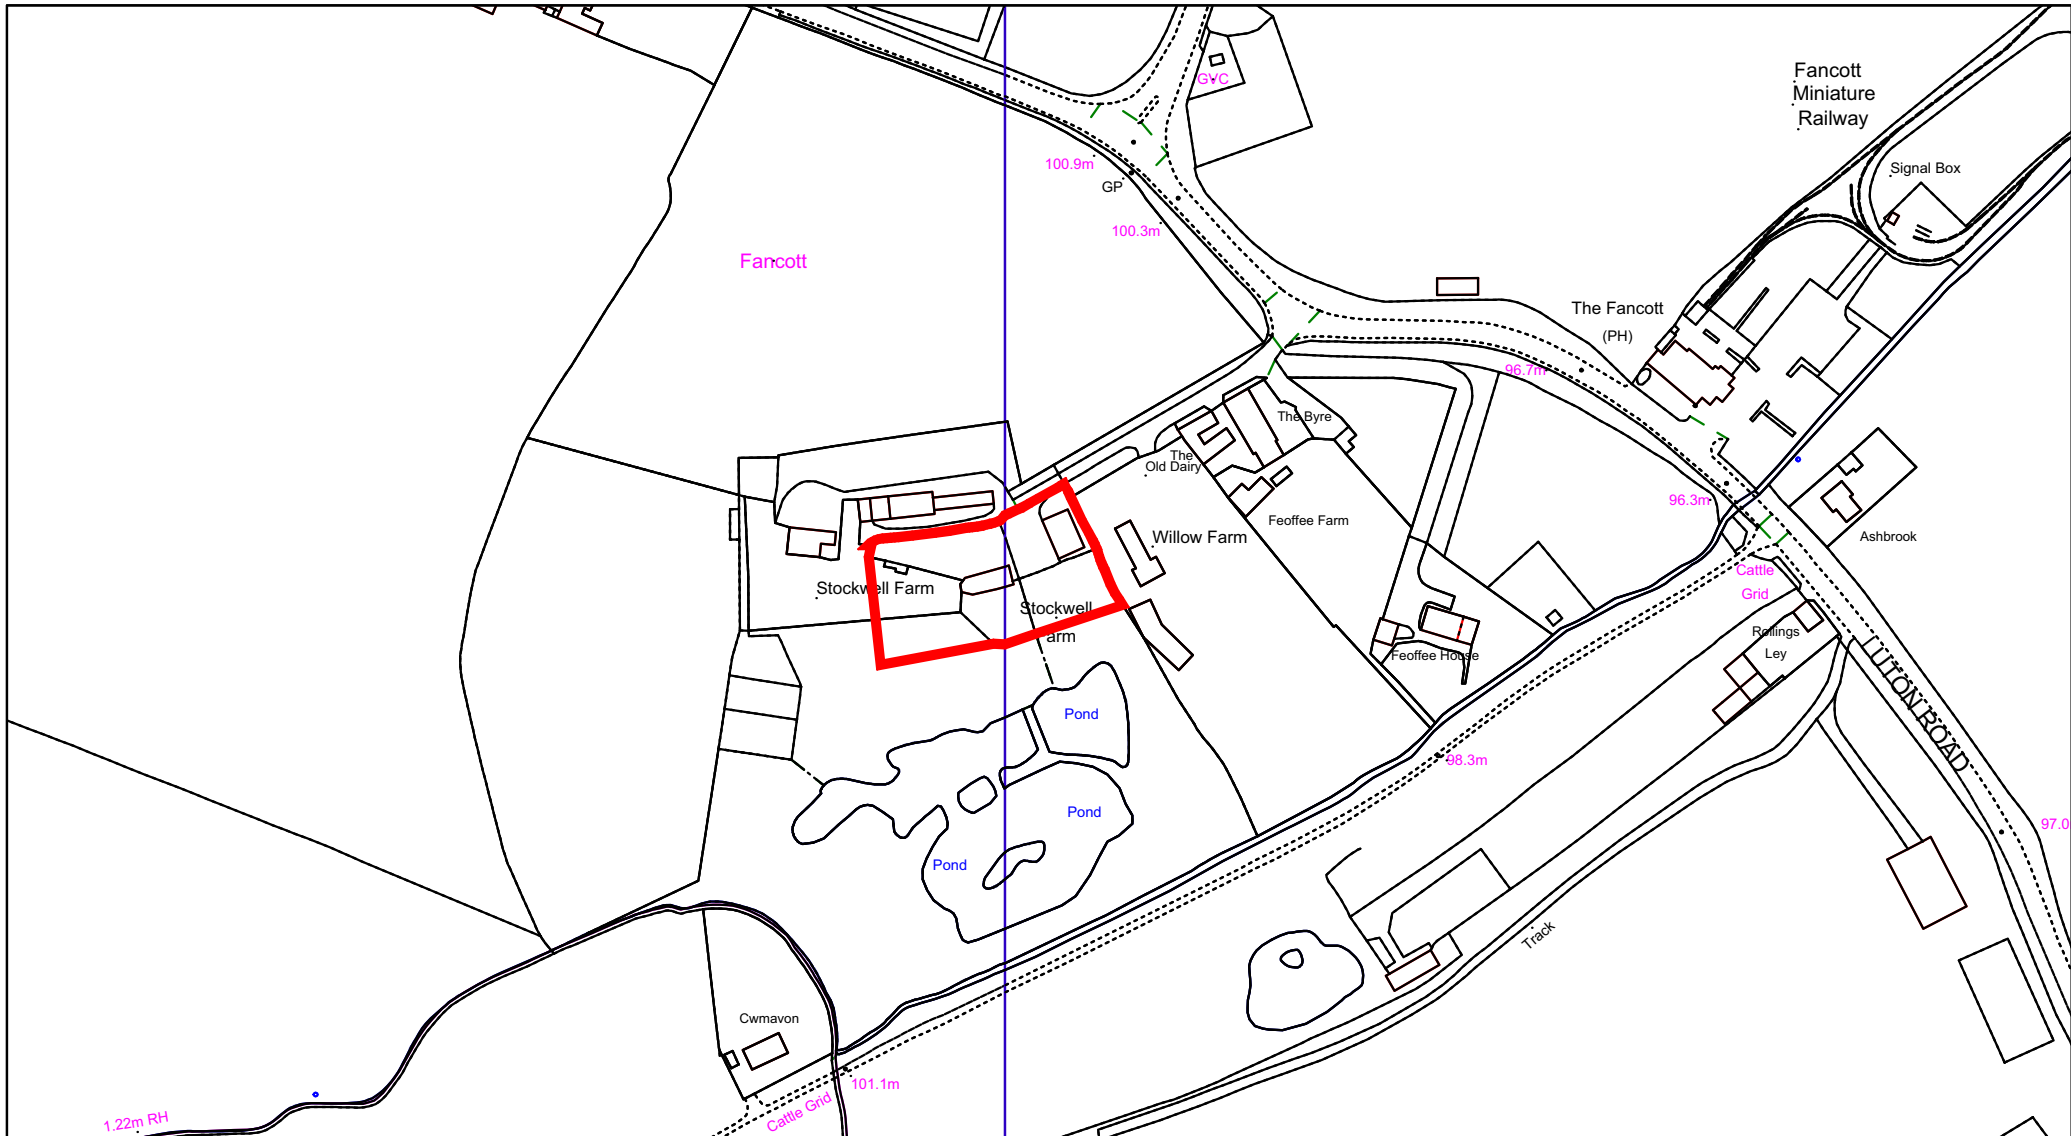 Fancott
Miniature
Railway
GVC
100.9m
GP
Signal Box
100.3m
Fancott
The Fancott
(PH)
96.7m
The Byre
The
Old Dairy
96.3m
Feoffee Farm
Willow Farm
Ashbrook
Cattle
Grid
Stockwell Farm
Stockwell
arm
Rollings
Ley
Feoffee House
LUTON ROAD
Pond
98.3m
Pond
97.0
Pond
Track
Cwmavon
101.1m
Cattle Grid
1.22m RH